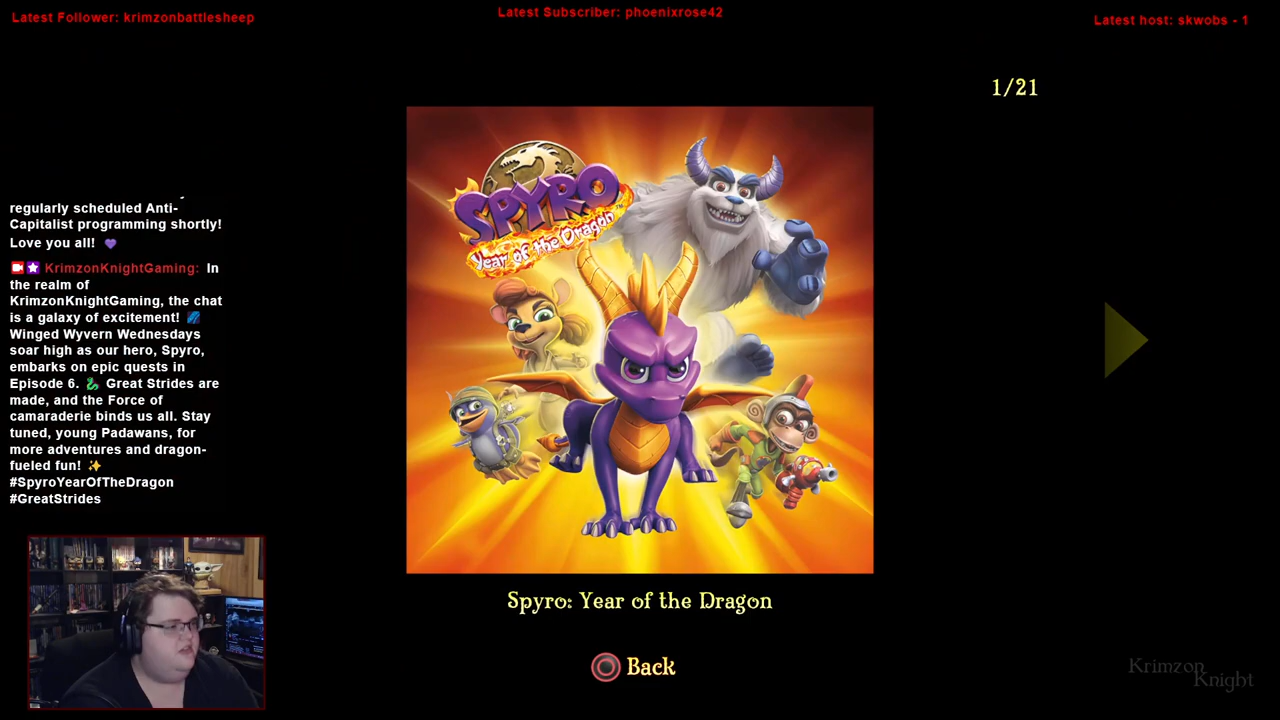 Latest Follower: krimzonbattlesheep
Latest Subscriber: phoenixrose42
Latest host: skwobs - 1
1/21
SPYRO
Year of the Dragon™
regularly scheduled Anti-
Capitalist programming shortly!
Love you all! 💜
KrimzonKnightGaming: In
the realm of
KrimzonKnightGaming, the chat
is a galaxy of excitement! 🌌
Winged Wyvern Wednesdays
soar high as our hero, Spyro,
embarks on epic quests in
Episode 6. 🐉 Great Strides are
made, and the Force of
camaraderie binds us all. Stay
tuned, young Padawans, for
more adventures and dragon-
fueled fun! ✨
#SpyroYearOfTheDragon
#GreatStrides
Spyro: Year of the Dragon
Back
Krimzon
Knight